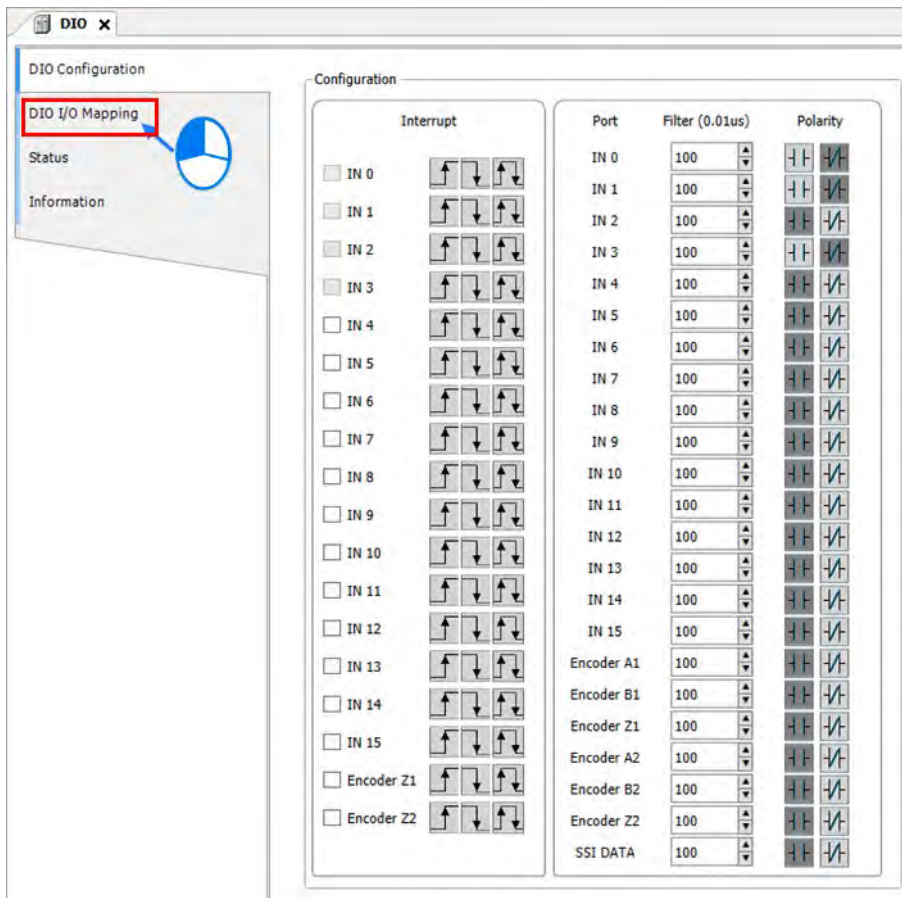 DIO
DIO Configuration
DIO I/O Mapping
Status
Information
Configuration
Interrupt
IN 0
IN 1
IN 2
IN 3
IN 4
IN 5
IN 6
IN 7
IN 8
IN 9
IN 10
IN 11
IN 12
IN 13
IN 14
IN 15
Encoder Z1
Encoder Z2
Port Filter (0.01us) Polarity
IN 0 100
IN 1 100
IN 2 100
IN 3 100
IN 4 100
IN 5 100
IN 6 100
IN 7 100
IN 8 100
IN 9 100
IN 10 100
IN 11 100
IN 12 100
IN 13 100
IN 14 100
IN 15 100
Encoder A1 100
Encoder B1 100
Encoder Z1 100
Encoder A2 100
Encoder B2 100
Encoder Z2 100
SSI DATA 100